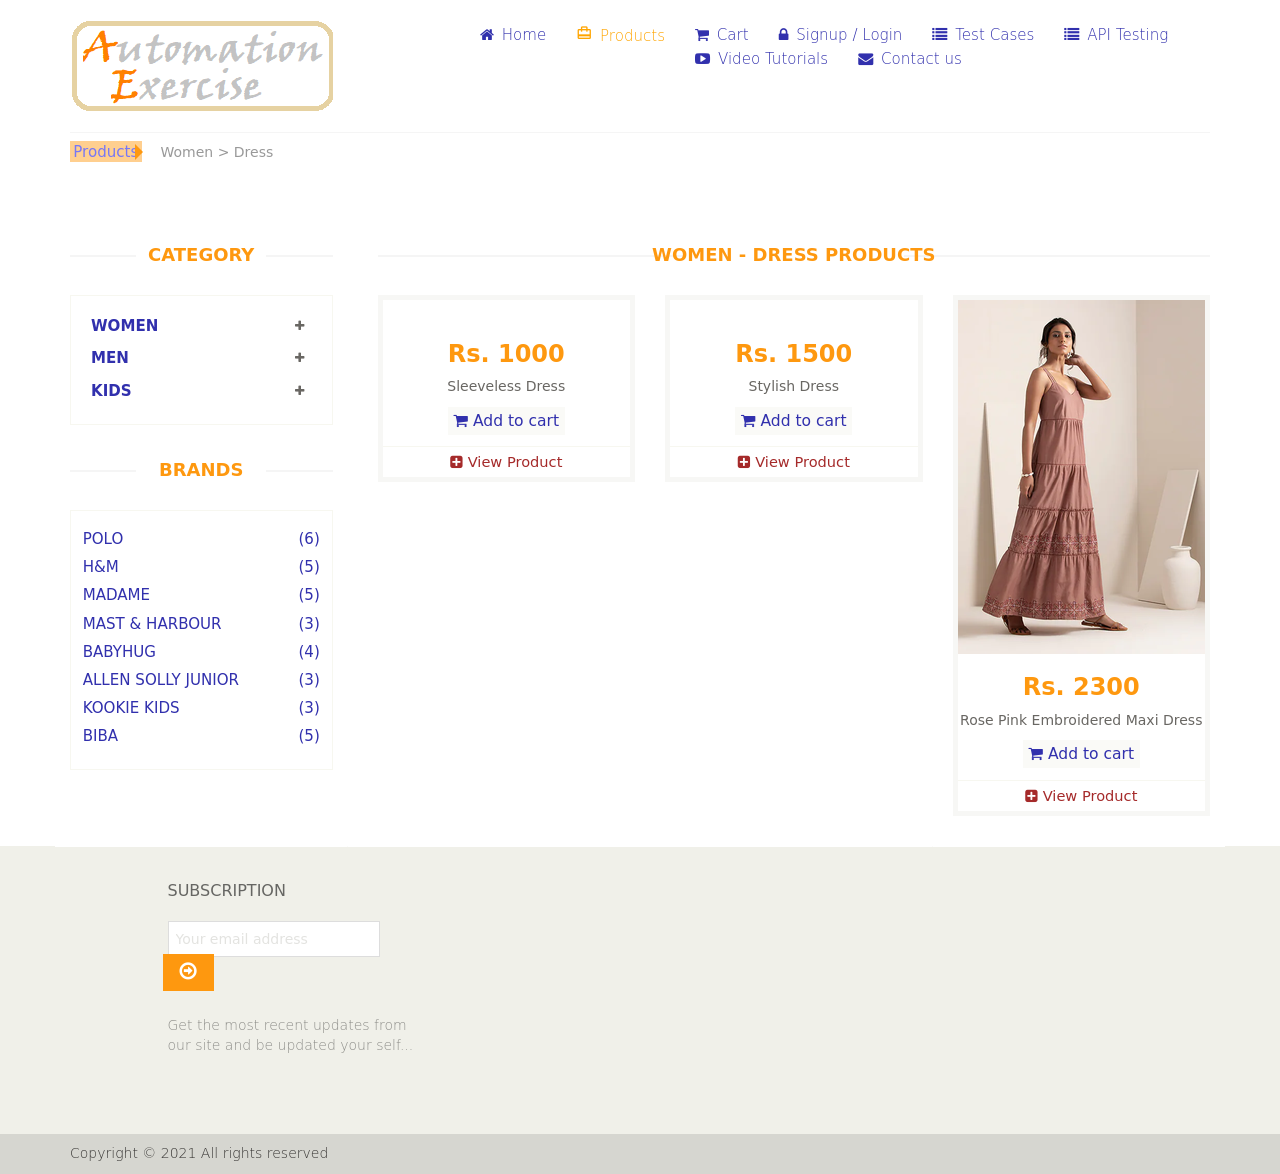 Automation
Exercise
Home
Products
Cart
Signup / Login
Test Cases
API Testing
Video Tutorials
Contact us
Products
Women > Dress
CATEGORY
WOMEN
MEN
KIDS
BRANDS
POLO (6)
H&M (5)
MADAME (5)
MAST & HARBOUR (3)
BABYHUG (4)
ALLEN SOLLY JUNIOR (3)
KOOKIE KIDS (3)
BIBA (5)
WOMEN - DRESS PRODUCTS
Rs. 1000
Sleeveless Dress
Add to cart
View Product
Rs. 1500
Stylish Dress
Add to cart
View Product
Rs. 2300
Rose Pink Embroidered Maxi Dress
Add to cart
View Product
SUBSCRIPTION
Your email address
Get the most recent updates from
our site and be updated your self...
Copyright © 2021 All rights reserved